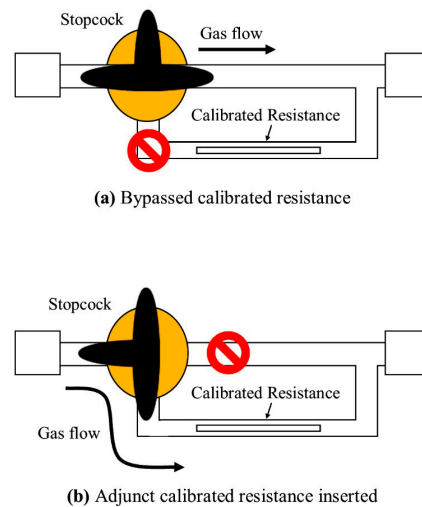 Stopcock
Gas flow
Calibrated Resistance
(a) Bypassed calibrated resistance
Stopcock
Calibrated Resistance
Gas flow
(b) Adjunct calibrated resistance inserted